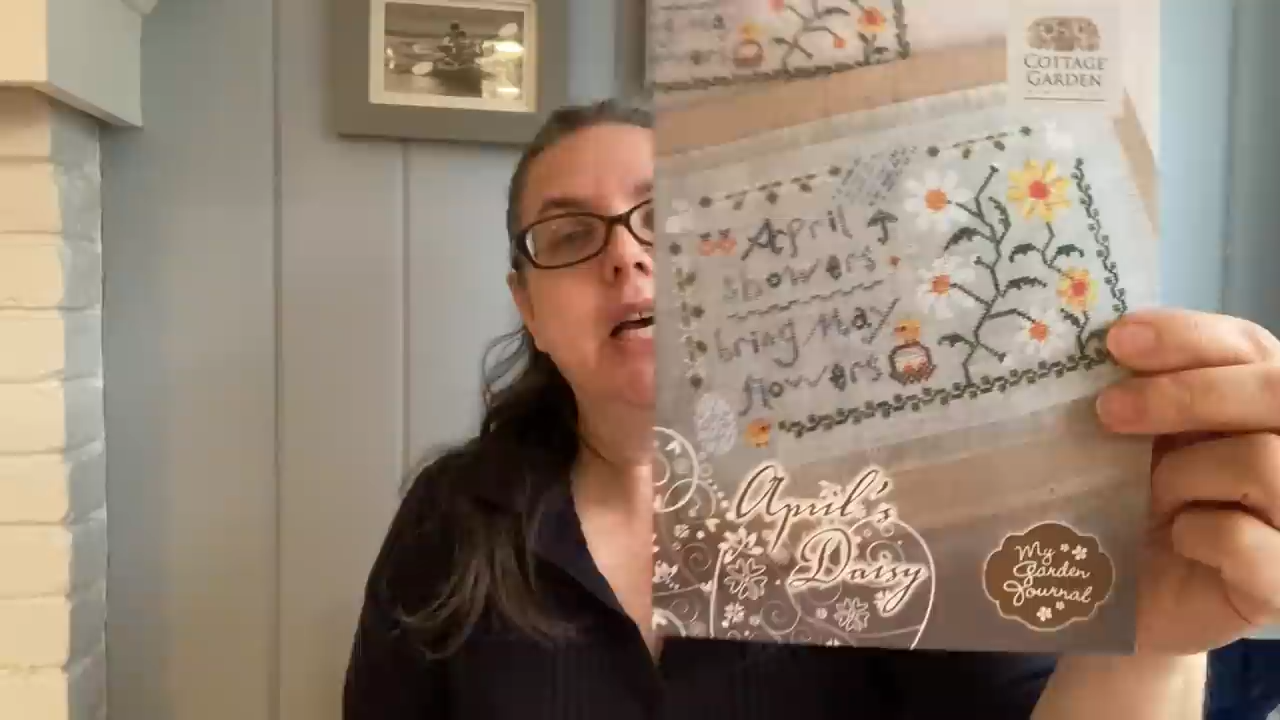 COTTAGE
GARDEN
April
showers
bring May
flowers
April's
Daisy
My
Garden
Journal